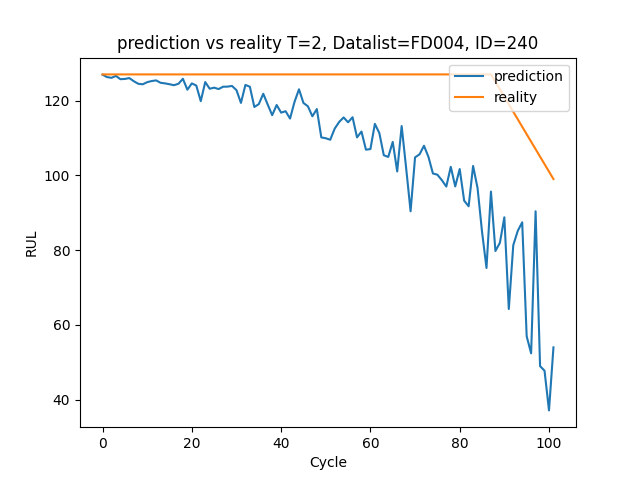 prediction vs reality T=2, Datalist=FD004, ID=240
prediction
reality
RUL
120
100
80
60
40
0 20 40 60 80 100
Cycle